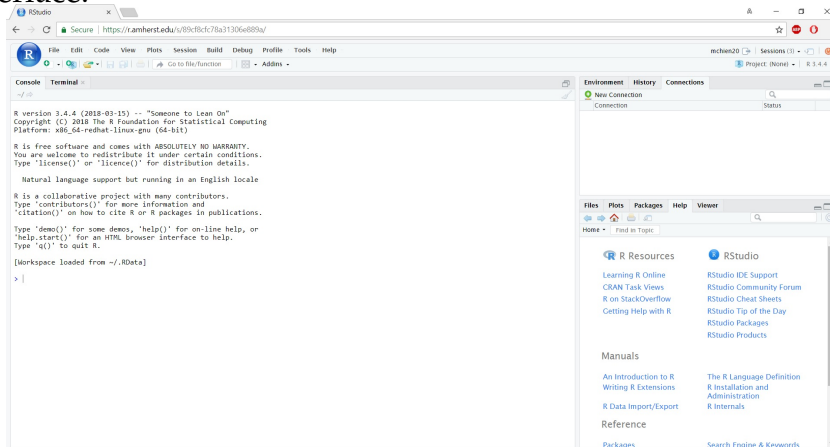 RStudio
Secure | https://r.amherst.edu/s/89cf8cfc78a31306e889a/
ABP
File Edit Code View Plots Session Build Debug Profile Tools Help
mchien20 Sessions (3)
Go to file/function Addins
Project: (None) R 3.4.4
Console Terminal
~/
R version 3.4.4 (2018-03-15) -- "Someone to Lean On"
Copyright (C) 2018 The R Foundation for Statistical Computing
Platform: x86_64-redhat-linux-gnu (64-bit)
R is free software and comes with ABSOLUTELY NO WARRANTY.
You are welcome to redistribute it under certain conditions.
Type 'license()' or 'licence()' for distribution details.
Natural language support but running in an English locale
R is a collaborative project with many contributors.
Type 'contributors()' for more information and
'citation()' on how to cite R or R packages in publications.
Type 'demo()' for some demos, 'help()' for on-line help, or
'help.start()' for an HTML browser interface to help.
Type 'q()' to quit R.
[Workspace loaded from ~/.RData]
>
Environment History Connections
New Connection
Connection Status
Files Plots Packages Help Viewer
Home Find in Topic
R Resources
Learning R Online
CRAN Task Views
R on StackOverflow
Getting Help with R
RStudio
RStudio IDE Support
RStudio Community Forum
RStudio Cheat Sheets
RStudio Tip of the Day
RStudio Packages
RStudio Products
Manuals
An Introduction to R
Writing R Extensions
R Data Import/Export
The R Language Definition
R Installation and
Administration
R Internals
Reference
Packages
Search Engine & Keywords